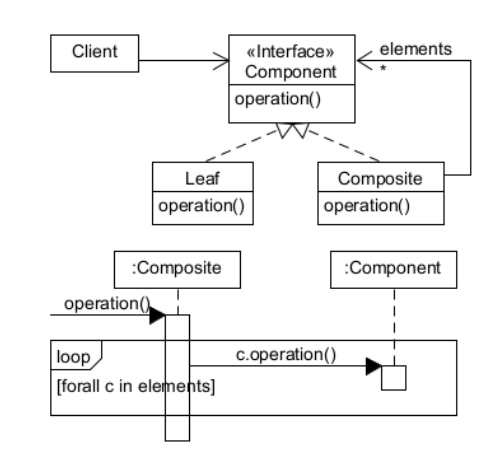 Client
«Interface»
Component
operation()
elements
*
Leaf
operation()
Composite
operation()
:Composite
:Component
operation()
loop
c.operation()
[forall c in elements]